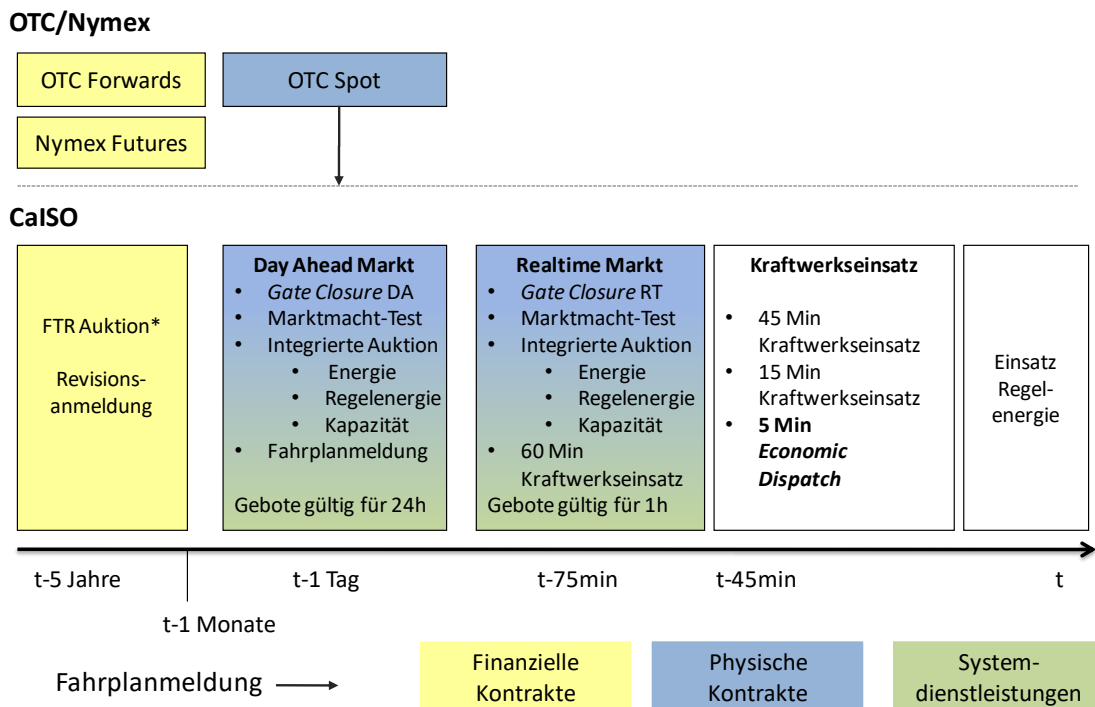 OTC/Nymex
OTC Forwards
OTC Spot
Nymex Futures
CaISO
FTR Auktion*
Revisions-
anmeldung
Day Ahead Markt
• Gate Closure DA
• Marktmacht-Test
• Integrierte Auktion
• Energie
• Regelenergie
• Kapazität
• Fahrplanmeldung
Gebote gültig für 24h
Realtime Markt
• Gate Closure RT
• Marktmacht-Test
• Integrierte Auktion
• Energie
• Regelenergie
• Kapazität
• 60 Min
Kraftwerkseinsatz
Gebote gültig für 1h
Kraftwerkseinsatz
• 45 Min
Kraftwerkseinsatz
• 15 Min
Kraftwerkseinsatz
• 5 Min
Economic
Dispatch
Einsatz
Regel-
energie
t-5 Jahre
t-1 Monate
t-1 Tag
t-75min
t-45min
t
Fahrplanmeldung
Finanzielle
Kontrakte
Physische
Kontrakte
System-
dienstleistungen